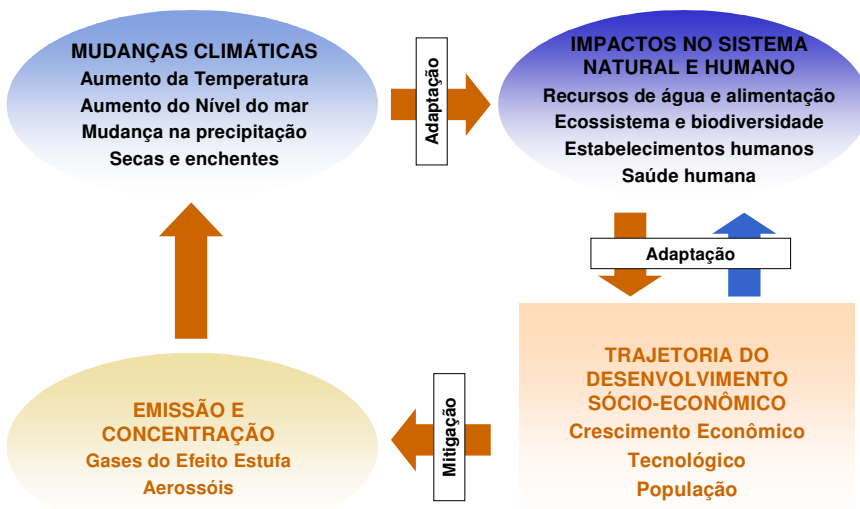 MUDANÇAS CLIMÁTICAS
Aumento da Temperatura
Aumento do Nível do mar
Mudança na precipitação
Secas e enchentes
Adaptação
IMPACTOS NO SISTEMA
NATURAL E HUMANO
Recursos de água e alimentação
Ecossistema e biodiversidade
Estabelecimentos humanos
Saúde humana
Adaptação
EMISSÃO E
CONCENTRAÇÃO
Gases do Efeito Estufa
Aerossóis
Mitigação
TRAJETORIA DO
DESENVOLVIMENTO
SÓCIO-ECONÔMICO
Crescimento Econômico
Tecnológico
População